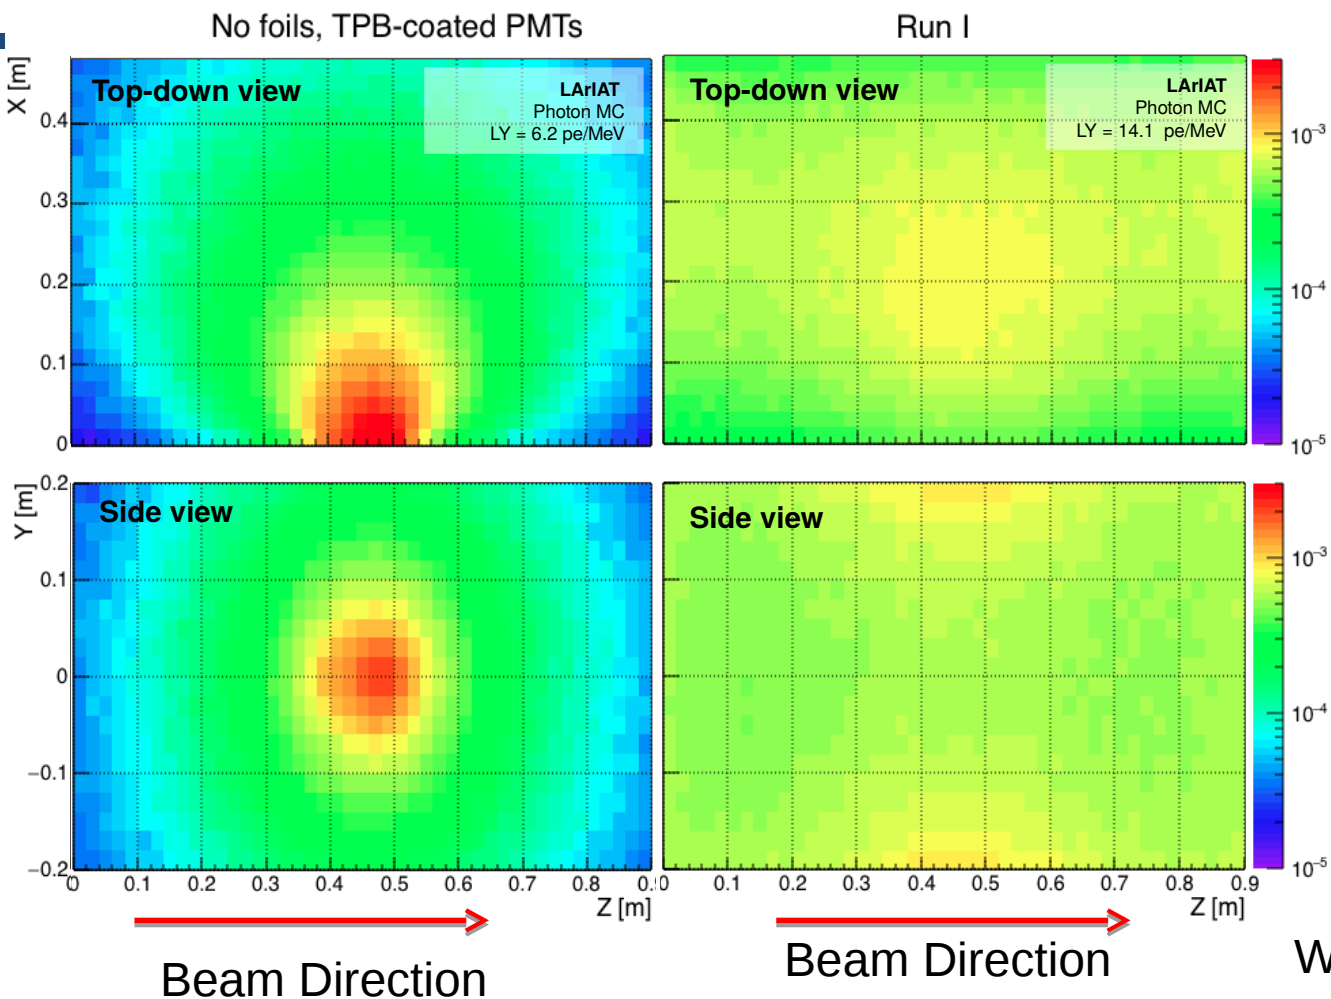 No foils, TPB-coated PMTs
Run I
X [m]
Top-down view
LArIAT
Photon MC
LY = 6.2 pe/MeV
0.4
0.3
0.2
0.1
0
Top-down view
LArIAT
Photon MC
LY = 14.1 pe/MeV
10⁻³
10⁻⁴
10⁻⁵
Y [m]
0.2
0.1
0
−0.1
−0.2
Side view
0 0.1 0.2 0.3 0.4 0.5 0.6 0.7 0.8
Z [m]
Side view
0 0.1 0.2 0.3 0.4 0.5 0.6 0.7 0.8 0.9
Z [m]
10⁻³
10⁻⁴
10⁻⁵
Beam Direction
Beam Direction
W